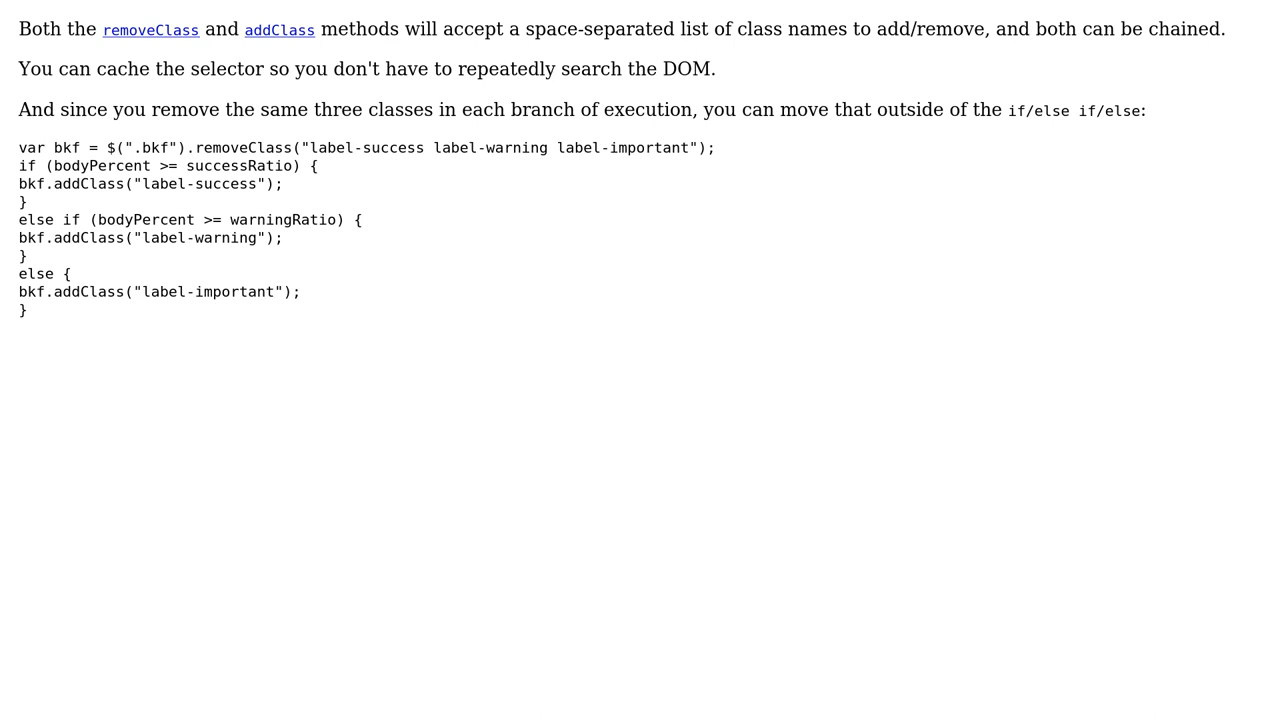 Both the removeClass and addClass methods will accept a space-separated list of class names to add/remove, and both can be chained.
You can cache the selector so you don't have to repeatedly search the DOM.
And since you remove the same three classes in each branch of execution, you can move that outside of the if/else if/else:
var bkf = $(".bkf").removeClass("label-success label-warning label-important");
if (bodyPercent >= successRatio) {
bkf.addClass("label-success");
}
else if (bodyPercent >= warningRatio) {
bkf.addClass("label-warning");
}
else {
bkf.addClass("label-important");
}